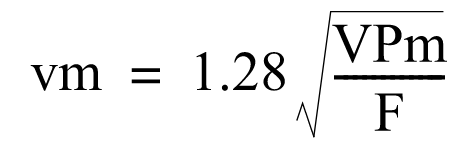 vm = 1.28 √(VPm / F)